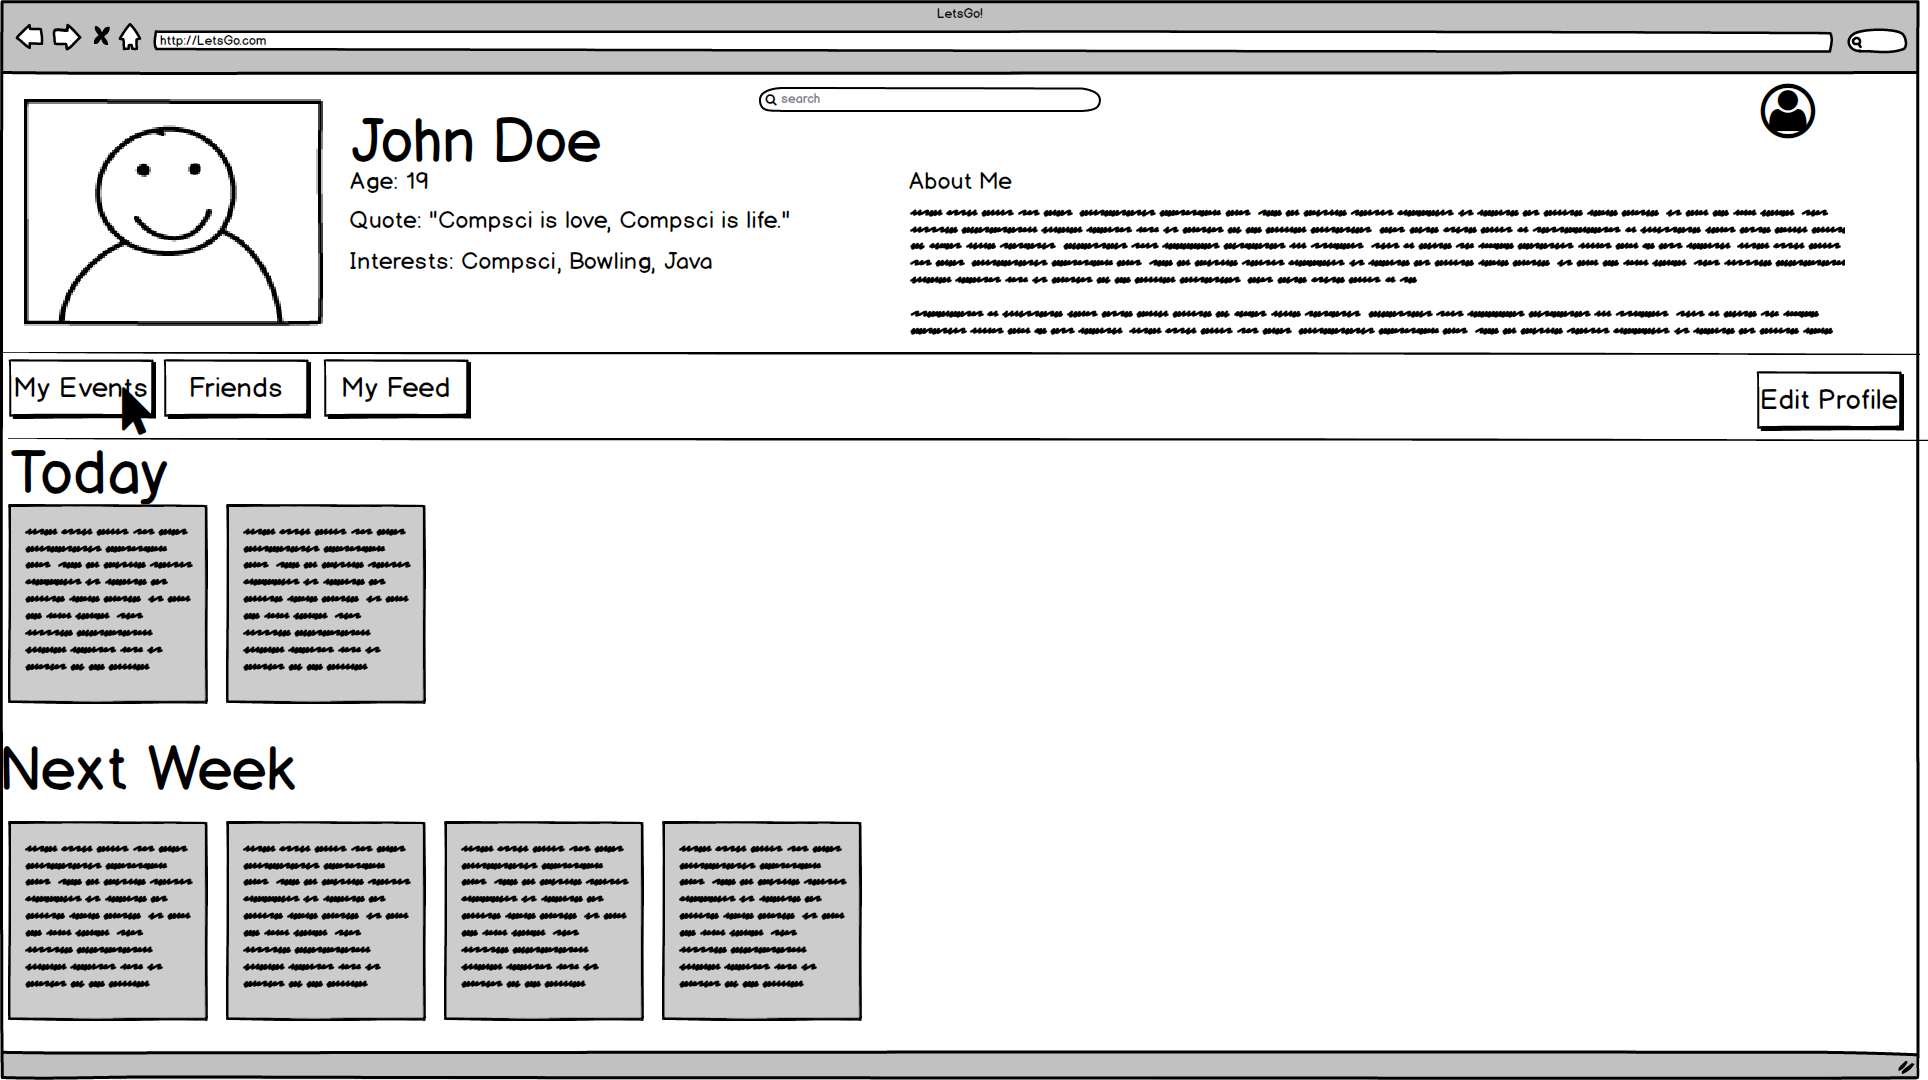 LetsGo!
http://LetsGo.com
search
John Doe
Age: 19
Quote: "Compsci is love, Compsci is life."
Interests: Compsci, Bowling, Java
About Me
My Events
Friends
My Feed
Edit Profile
Today
Next Week